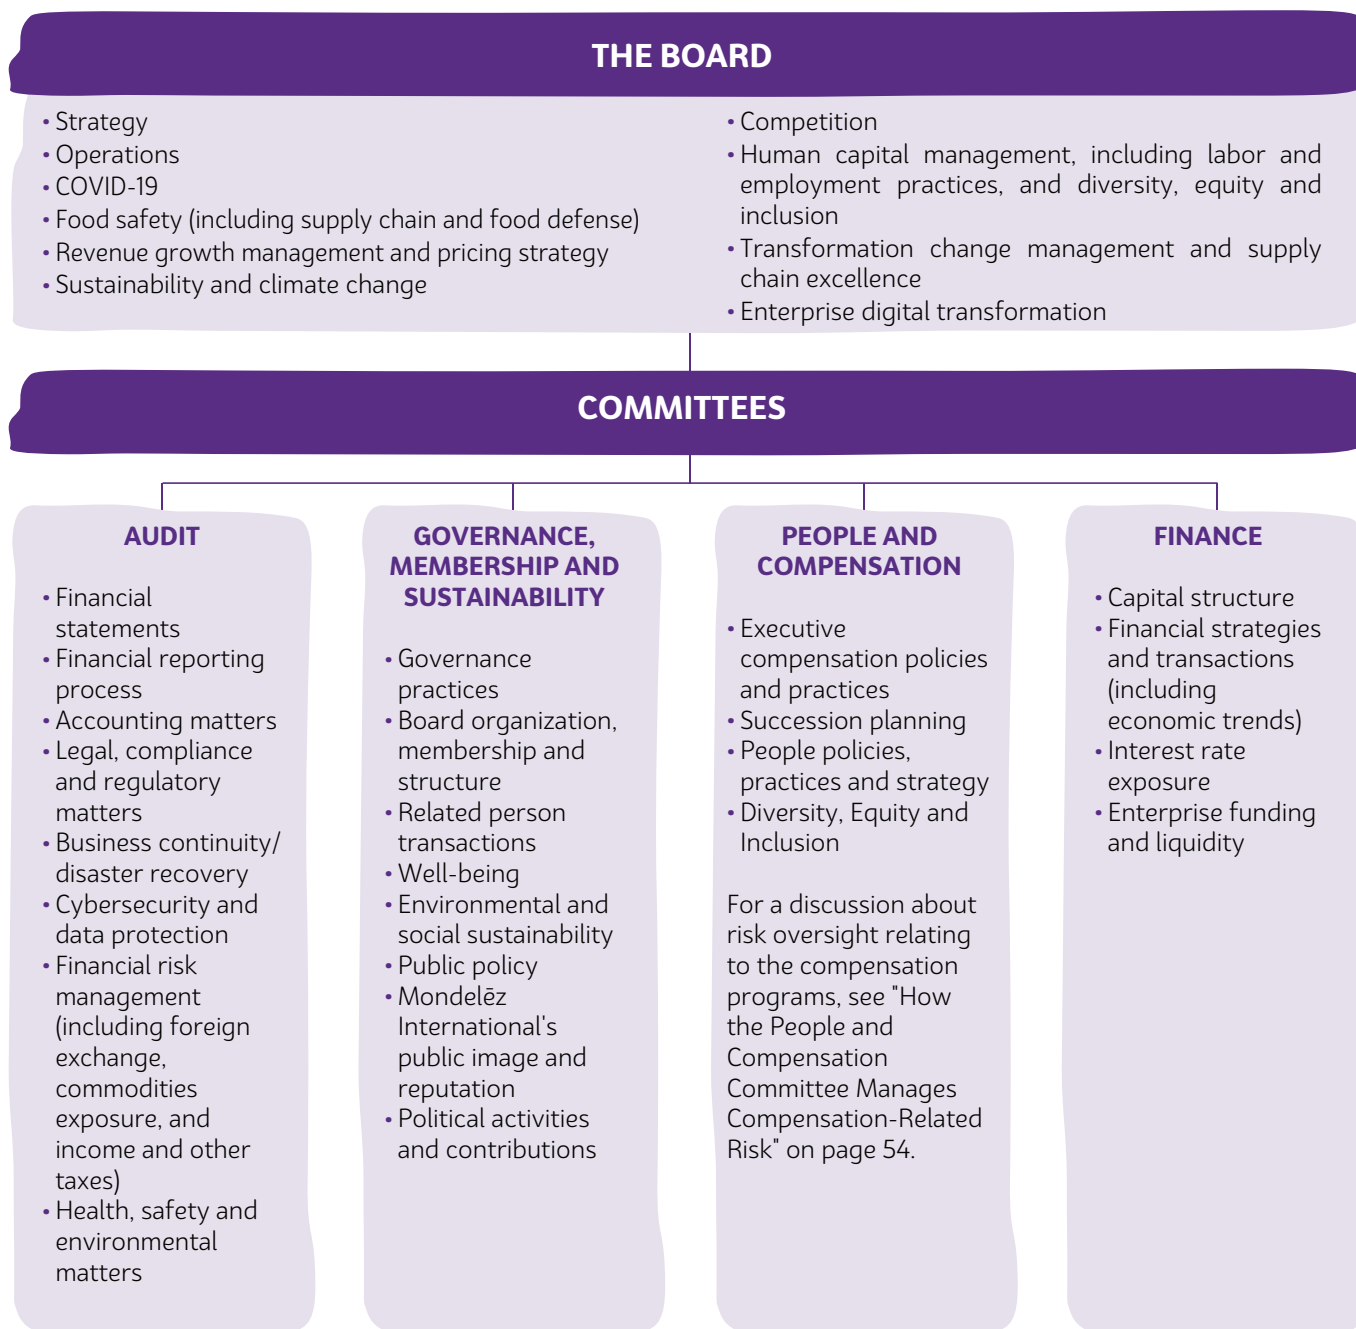 THE BOARD
• Strategy
• Operations
• COVID-19
• Food safety (including supply chain and food defense)
• Revenue growth management and pricing strategy
• Sustainability and climate change
• Competition
• Human capital management, including labor and
employment practices, and diversity, equity and
inclusion
• Transformation change management and supply
chain excellence
• Enterprise digital transformation
COMMITTEES
AUDIT
• Financial
statements
• Financial reporting
process
• Accounting matters
• Legal, compliance
and regulatory
matters
• Business continuity/
disaster recovery
• Cybersecurity and
data protection
• Financial risk
management
(including foreign
exchange,
commodities
exposure, and
income and other
taxes)
• Health, safety and
environmental
matters
GOVERNANCE,
MEMBERSHIP AND
SUSTAINABILITY
• Governance
practices
• Board organization,
membership and
structure
• Related person
transactions
• Well-being
• Environmental and
social sustainability
• Public policy
• Mondelēz
International's
public image and
reputation
• Political activities
and contributions
PEOPLE AND
COMPENSATION
• Executive
compensation policies
and practices
• Succession planning
• People policies,
practices and strategy
• Diversity, Equity and
Inclusion
For a discussion about
risk oversight relating
to the compensation
programs, see "How
the People and
Compensation
Committee Manages
Compensation-Related
Risk" on page 54.
FINANCE
• Capital structure
• Financial strategies
and transactions
(including
economic trends)
• Interest rate
exposure
• Enterprise funding
and liquidity